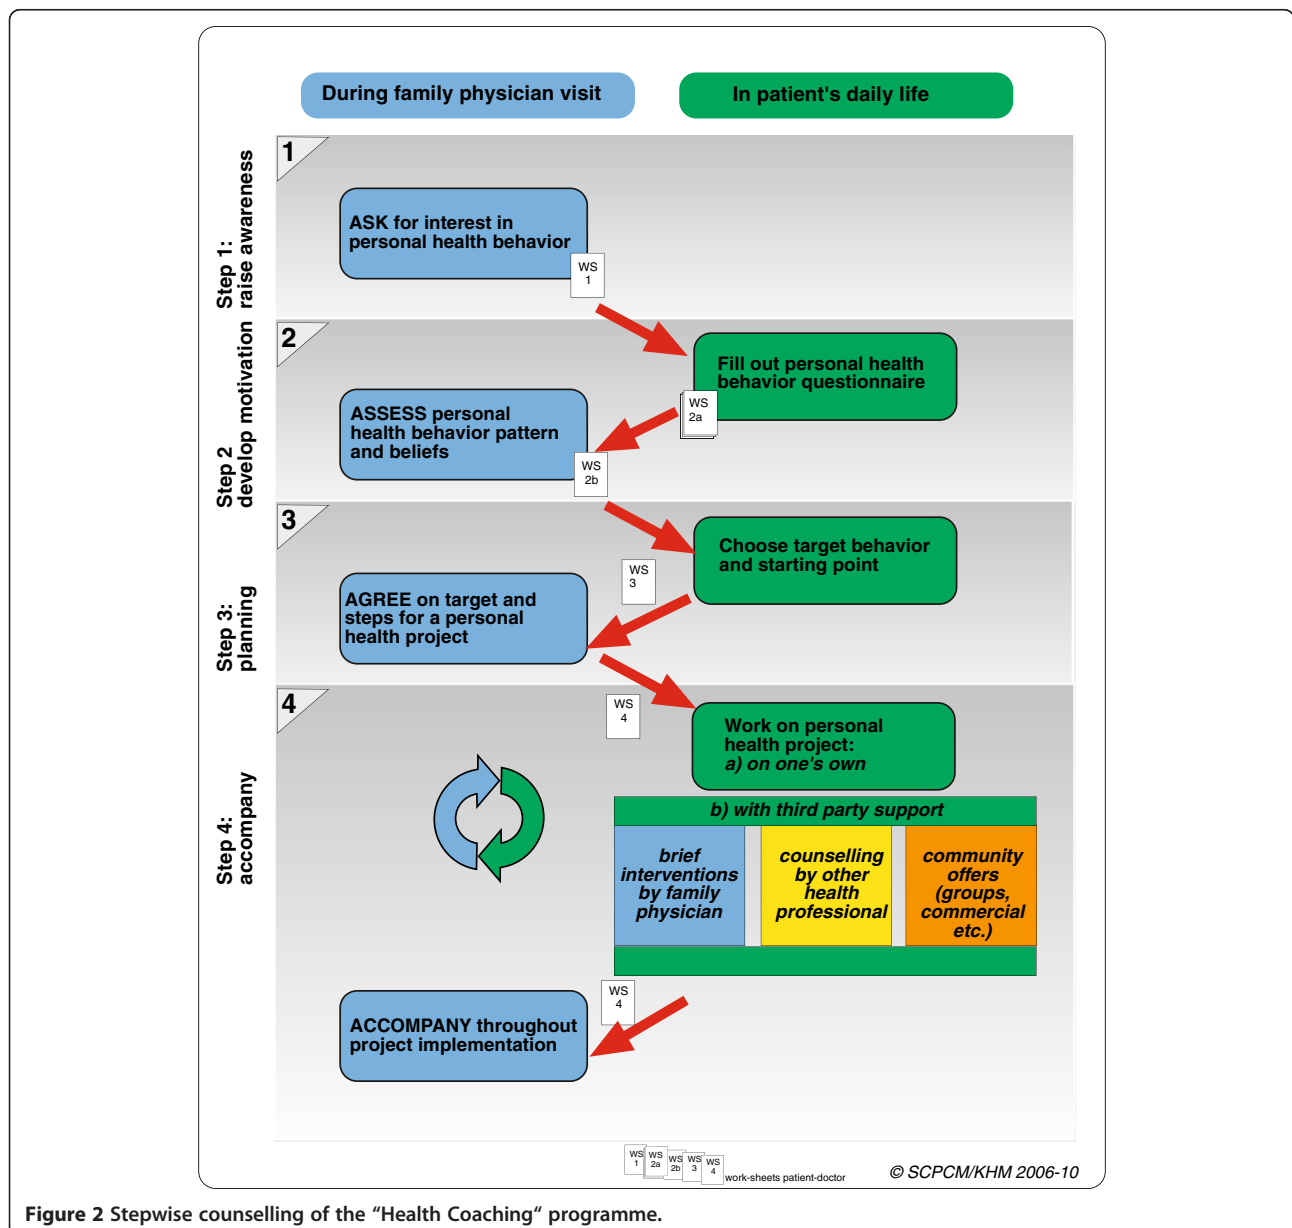 During family physician visit
In patient's daily life
Step 1:
raise awareness
1
ASK for interest in
personal health behavior
WS
1
Step 2
develop motivation
2
Fill out personal health
behavior questionnaire
WS
2a
ASSESS personal
health behavior pattern
and beliefs
WS
2b
Step 3:
planning
3
Choose target behavior
and starting point
WS
3
AGREE on target and
steps for a personal
health project
Step 4:
accompany
4
WS
4
Work on personal
health project:
a) on one's own
b) with third party support
brief
interventions
by family
physician
counselling
by other
health
professional
community
offers
(groups,
commercial
etc.)
WS
4
ACCOMPANY throughout
project implementation
WS
1
WS
2a
WS
2b
WS
3
WS
4
work-sheets patient-doctor
© SCPCM/KHM 2006-10
Figure 2 Stepwise counselling of the “Health Coaching“ programme.